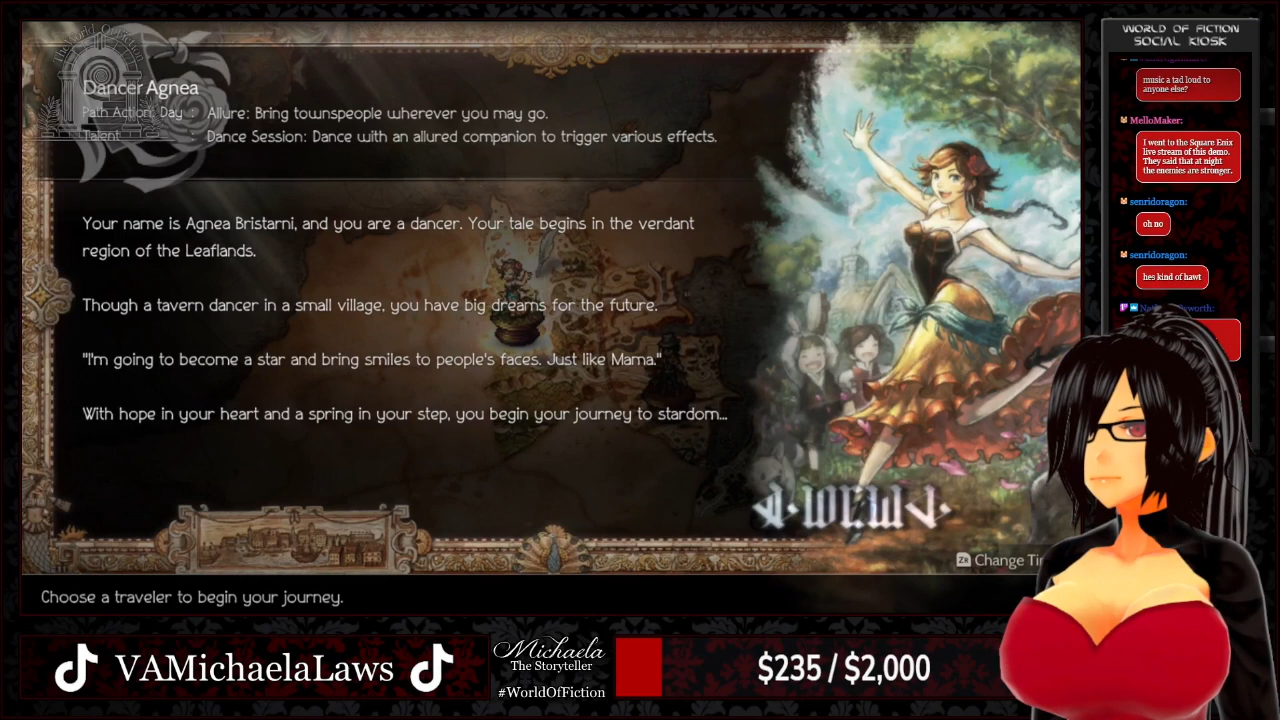 The World Of Fiction
Dancer Agnea
Path Action: Day : Allure: Bring townspeople wherever you may go.
Talent : Dance Session: Dance with an allured companion to trigger various effects.
Your name is Agnea Bristarni, and you are a dancer. Your tale begins in the verdant
region of the Leaflands.
Though a tavern dancer in a small village, you have big dreams for the future.
"I'm going to become a star and bring smiles to people's faces. Just like Mama."
With hope in your heart and a spring in your step, you begin your journey to stardom...
ZR Change
Choose a traveler to begin your journey.
WORLD OF FICTION
SOCIAL KIOSK
music a tad loud to
anyone else?
MelloMaker:
I went to the Square Enix
live stream of this demo.
They said that at night
the enemies are stronger.
senridoragon:
oh no
senridoragon:
hes kind of hawt
VAMichaelaLaws
Michaela
The Storyteller
#WorldOfFiction
$235 / $2,000